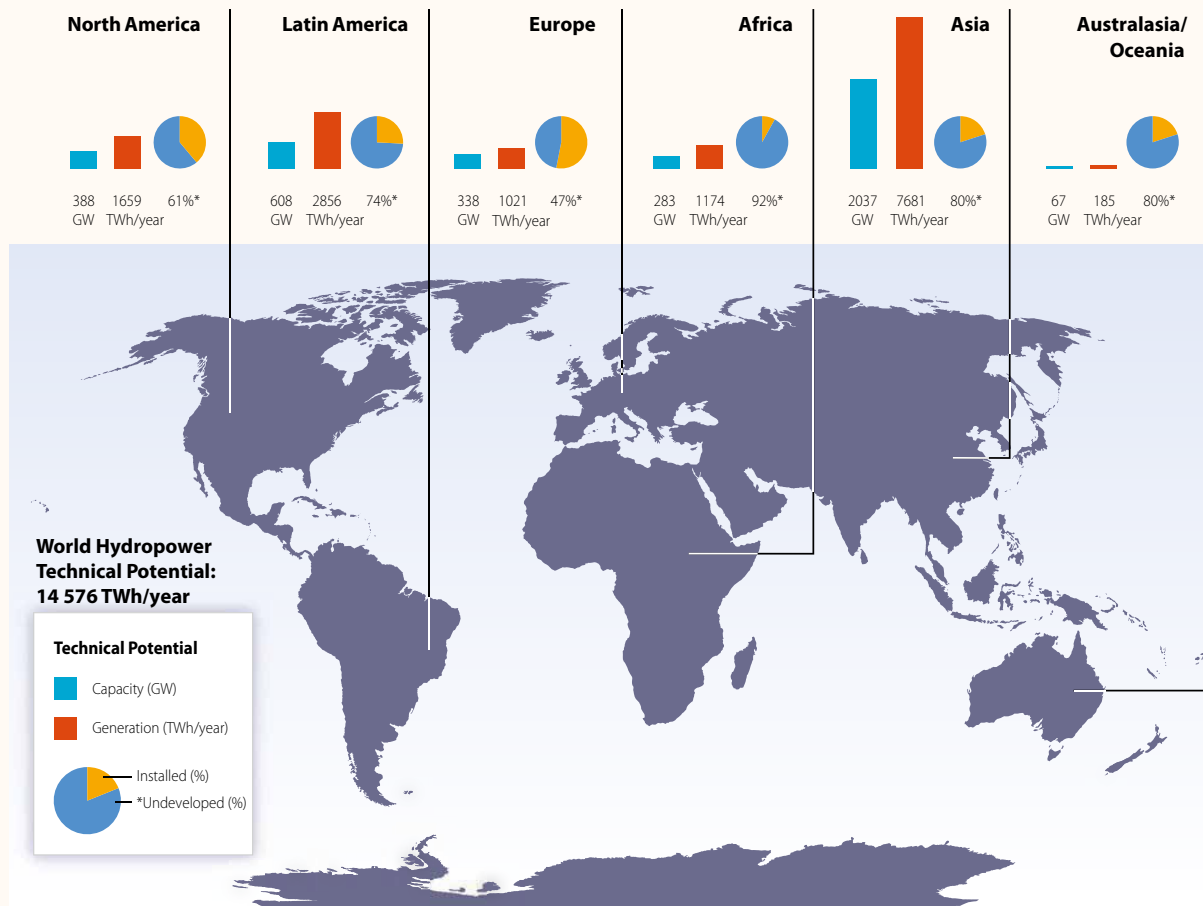 North America
388
GW
1659
TWh/year
61%*
Latin America
608
GW
2856
TWh/year
74%*
Europe
338
GW
1021
TWh/year
47%*
Africa
283
GW
1174
TWh/year
92%*
Asia
2037
GW
7681
TWh/year
80%*
Australasia/
Oceania
67
GW
185
TWh/year
80%*
World Hydropower
Technical Potential:
14 576 TWh/year
Technical Potential
Capacity (GW)
Generation (TWh/year)
Installed (%)
*Undeveloped (%)